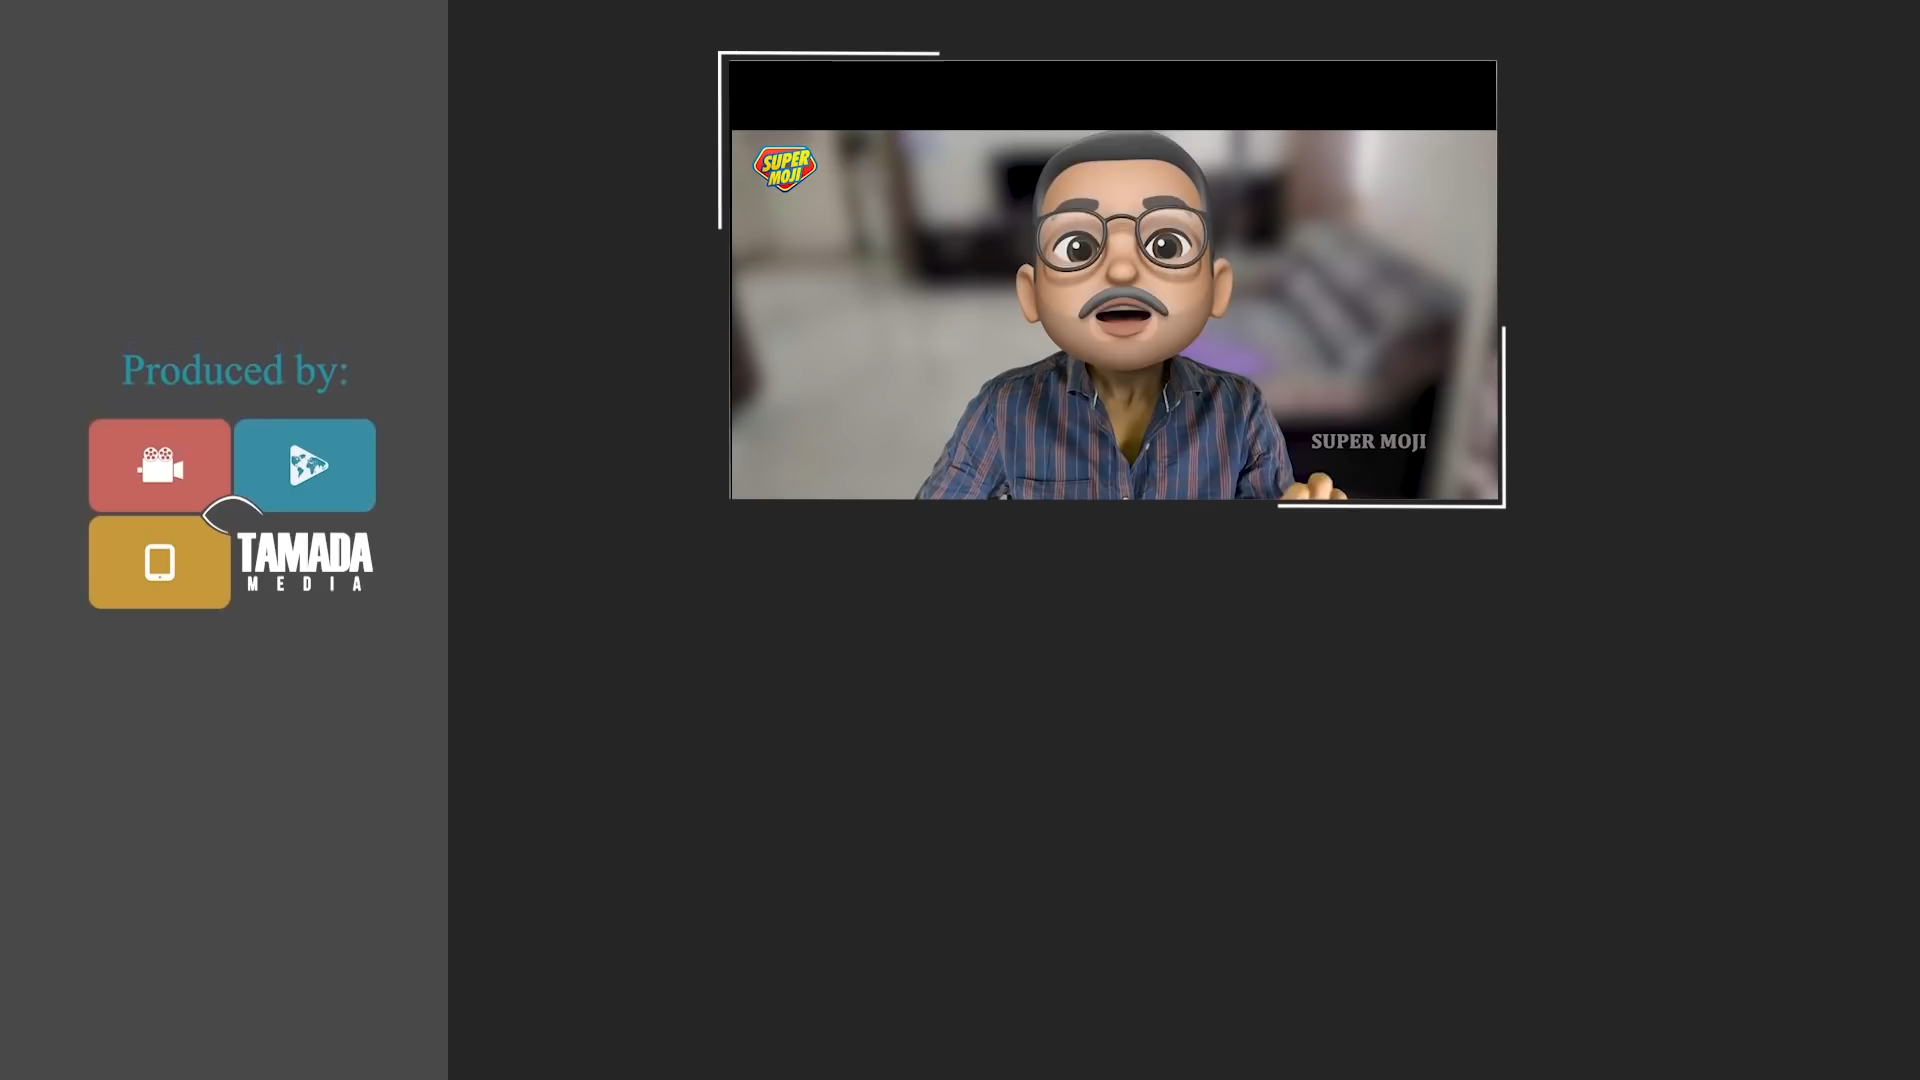 Produced by:
TAMADA
MEDIA
SUPER
MOJI
SUPER MOJI